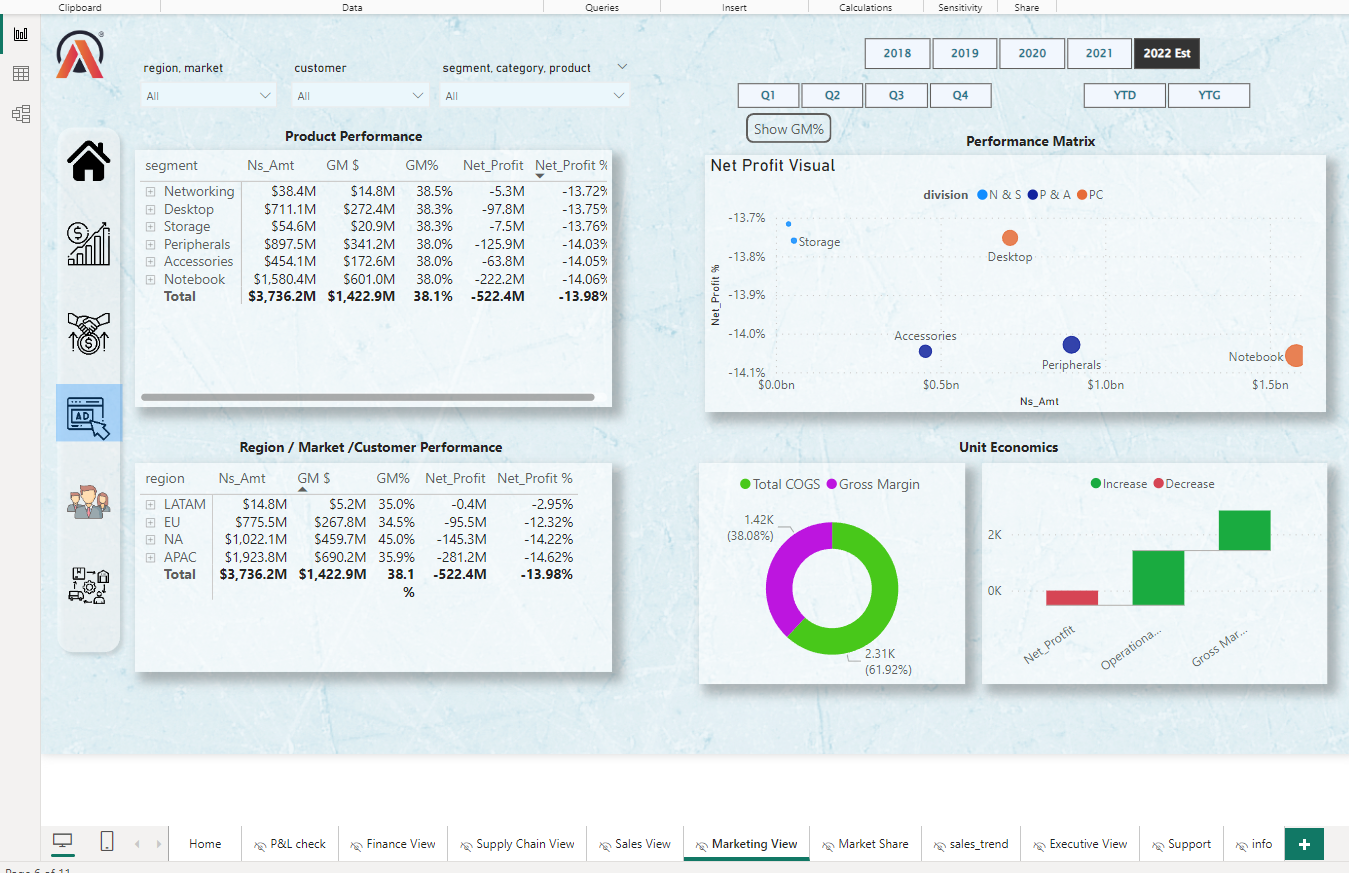 Clipboard Data Queries Insert Calculations Sensitivity Share
region, market customer segment, category, product
All All All
2018 2019 2020 2021 2022 Est
Q1 Q2 Q3 Q4 YTD YTG
Show GM%
Product Performance
segment Ns_Amt GM $ GM% Net_Profit Net_Profit %
Networking $38.4M $14.8M 38.5% -5.3M -13.72%
Desktop $711.1M $272.4M 38.3% -97.8M -13.75%
Storage $54.6M $20.9M 38.3% -7.5M -13.76%
Peripherals $897.5M $341.2M 38.0% -125.9M -14.03%
Accessories $454.1M $172.6M 38.0% -63.8M -14.05%
Notebook $1,580.4M $601.0M 38.0% -222.2M -14.06%
Total $3,736.2M $1,422.9M 38.1% -522.4M -13.98%
Performance Matrix
Net Profit Visual
division N & S P & A PC
Net_Profit %
-13.7%
-13.8%
-13.9%
-14.0%
-14.1%
Storage
Desktop
Accessories
Peripherals
Notebook
$0.0bn $0.5bn $1.0bn $1.5bn
Ns_Amt
Region / Market /Customer Performance
region Ns_Amt GM $ GM% Net_Profit Net_Profit %
LATAM $14.8M $5.2M 35.0% -0.4M -2.95%
EU $775.5M $267.8M 34.5% -95.5M -12.32%
NA $1,022.1M $459.7M 45.0% -145.3M -14.22%
APAC $1,923.8M $690.2M 35.9% -281.2M -14.62%
Total $3,736.2M $1,422.9M 38.1 -522.4M -13.98%
%
Unit Economics
Total COGS Gross Margin
1.42K
(38.08%)
2.31K
(61.92%)
Increase Decrease
2K
0K
Net_Protfit Operationa... Gross Mar...
AD
Home P&L check Finance View Supply Chain View Sales View Marketing View Market Share sales_trend Executive View Support info +
Page 6 of 11